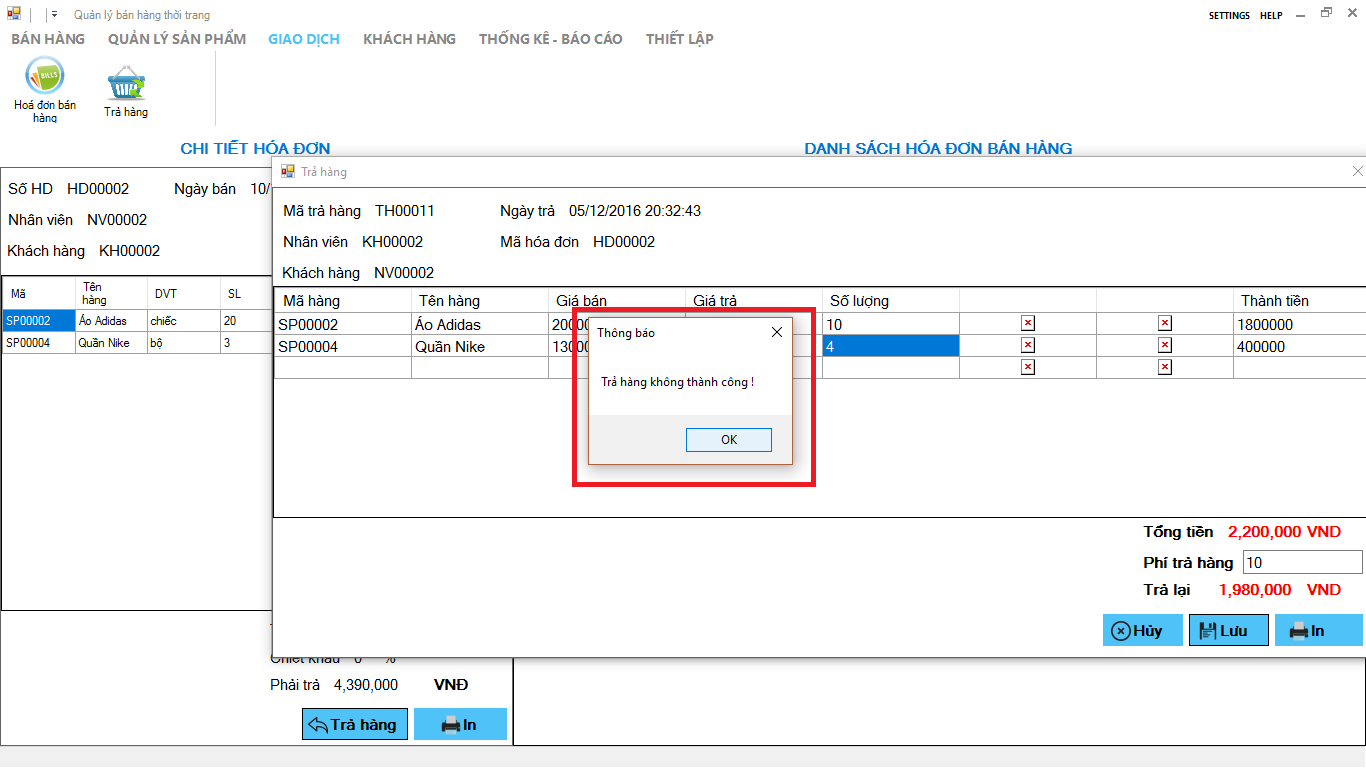 Quản lý bán hàng thời trang
SETTINGS HELP
BÁN HÀNG QUẢN LÝ SẢN PHẨM GIAO DỊCH KHÁCH HÀNG THỐNG KÊ - BÁO CÁO THIẾT LẬP
BILLS
Hoá đơn bán
hàng
Trả hàng
CHI TIẾT HÓA ĐƠN
DANH SÁCH HÓA ĐƠN BÁN HÀNG
Số HD HD00002 Ngày bán 10/
Nhân viên NV00002
Khách hàng KH00002
Mã Tên hàng DVT SL
SP00002 Áo Adidas chiếc 20
SP00004 Quần Nike bộ 3
Trả hàng
Mã trả hàng TH00011 Ngày trả 05/12/2016 20:32:43
Nhân viên KH00002 Mã hóa đơn HD00002
Khách hàng NV00002
Mã hàng Tên hàng Giá bán Giá trả Số lượng Thành tiền
SP00002 Áo Adidas 20000 10 1800000
SP00004 Quần Nike 13000 4 400000
Thông báo
Trả hàng không thành công !
OK
Tổng tiền 2,200,000 VND
Phí trả hàng 10
Trả lại 1,980,000 VND
Hủy Lưu In
Chiết khấu 0 %
Phải trả 4,390,000 VNĐ
Trả hàng In